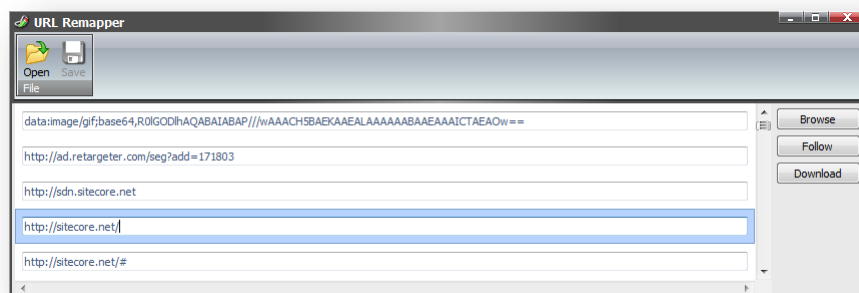 URL Remapper
Open Save
File
data:image/gif;base64,R0lGODlhAQABAIABAP///wAAACH5BAEKAAEALAAAAAABAAEAAAICTAEAOw==
http://ad.retargeter.com/seg?add=171803
http://sdn.sitecore.net
http://sitecore.net/
http://sitecore.net/#
Browse
Follow
Download